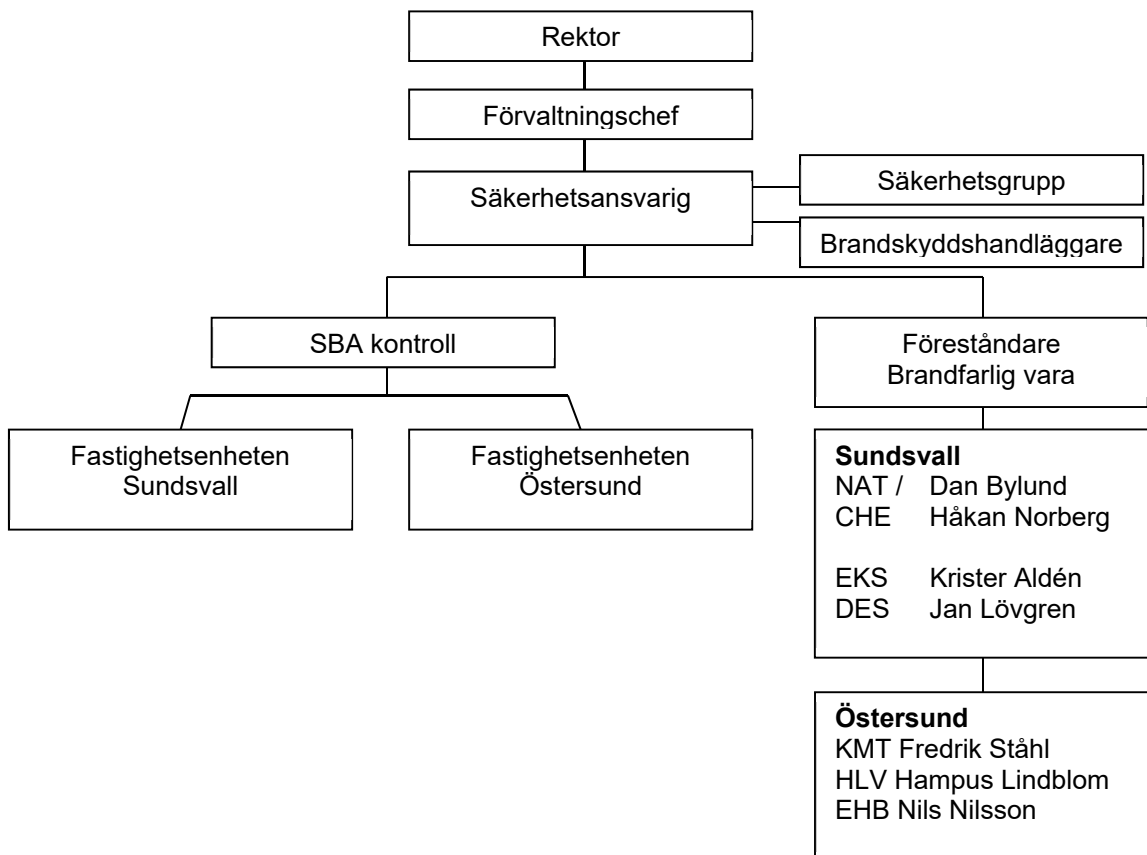 Rektor
Förvaltningschef
Säkerhetsansvarig
Säkerhetsgrupp
Brandskyddshandläggare
SBA kontroll
Föreståndare
Brandfarlig vara
Fastighetsenheten
Sundsvall
Fastighetsenheten
Östersund
Sundsvall
NAT / Dan Bylund
CHE Håkan Norberg
EKS Krister Aldén
DES Jan Lövgren
Östersund
KMT Fredrik Ståhl
HLV Hampus Lindblom
EHB Nils Nilsson